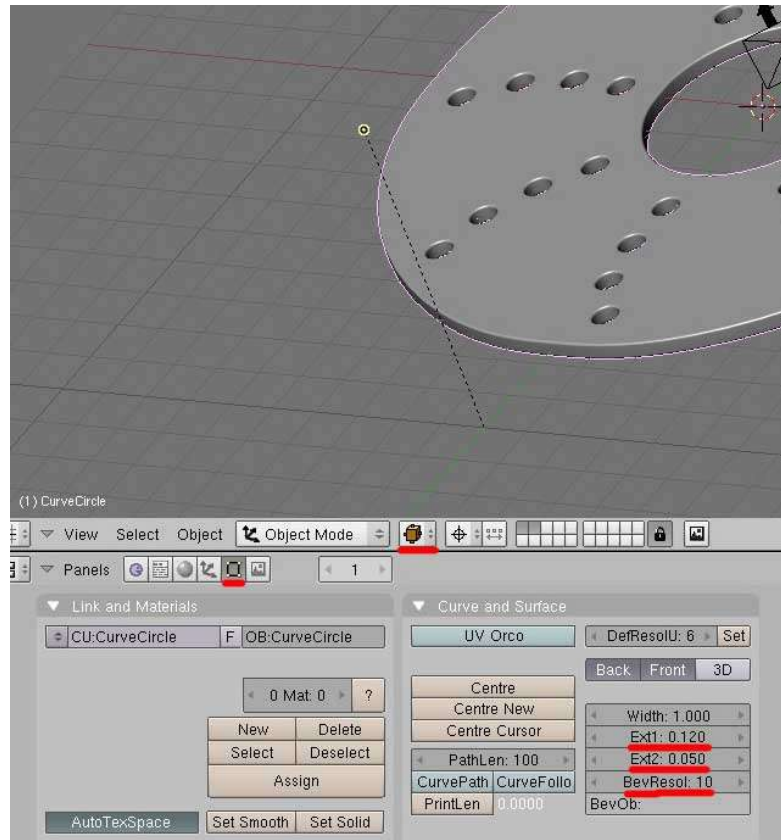 (1) CurveCircle
View Select Object Object Mode
Panels 1
Link and Materials
CU:CurveCircle F OB:CurveCircle
0 Mat: 0 ?
New Delete
Select Deselect
Assign
AutoTexSpace Set Smooth Set Solid
Curve and Surface
UV Orco DefResolU: 6 Set
Back Front 3D
Centre
Centre New
Centre Cursor
PathLen: 100
CurvePath CurveFollo
PrintLen 0.0000
Width: 1.000
Ext1: 0.120
Ext2: 0.050
BevResol: 10
BevOb: